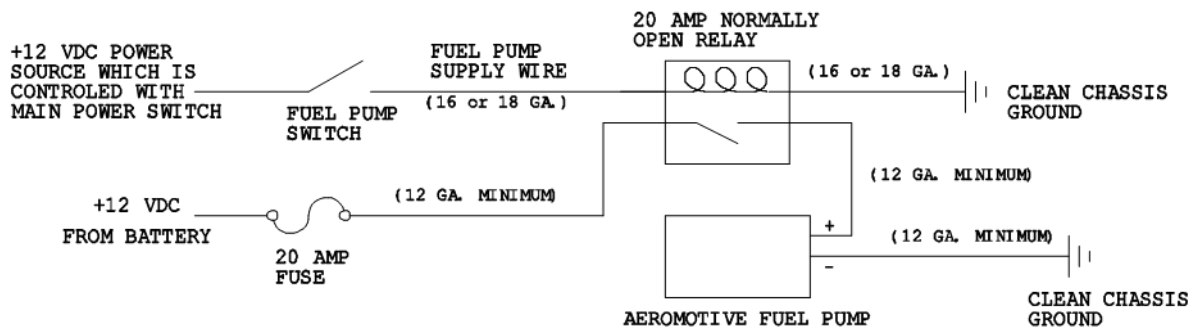 +12 VDC POWER
SOURCE WHICH IS
CONTROLED WITH
MAIN POWER SWITCH
FUEL PUMP
SWITCH
FUEL PUMP
SUPPLY WIRE
(16 or 18 GA.)
20 AMP NORMALLY
OPEN RELAY
(16 or 18 GA.)
CLEAN CHASSIS
GROUND
+12 VDC
FROM BATTERY
20 AMP
FUSE
(12 GA. MINIMUM)
(12 GA. MINIMUM)
+
-
(12 GA. MINIMUM)
AEROMOTIVE FUEL PUMP
CLEAN CHASSIS
GROUND